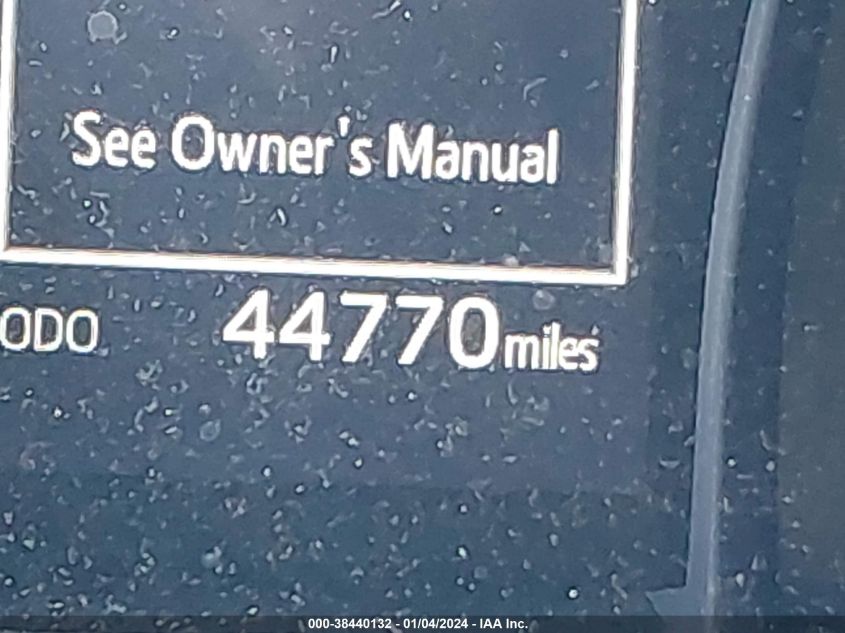 See Owner's Manual
ODO 44770 miles
000-38440132 - 01/04/2024 - IAA Inc.